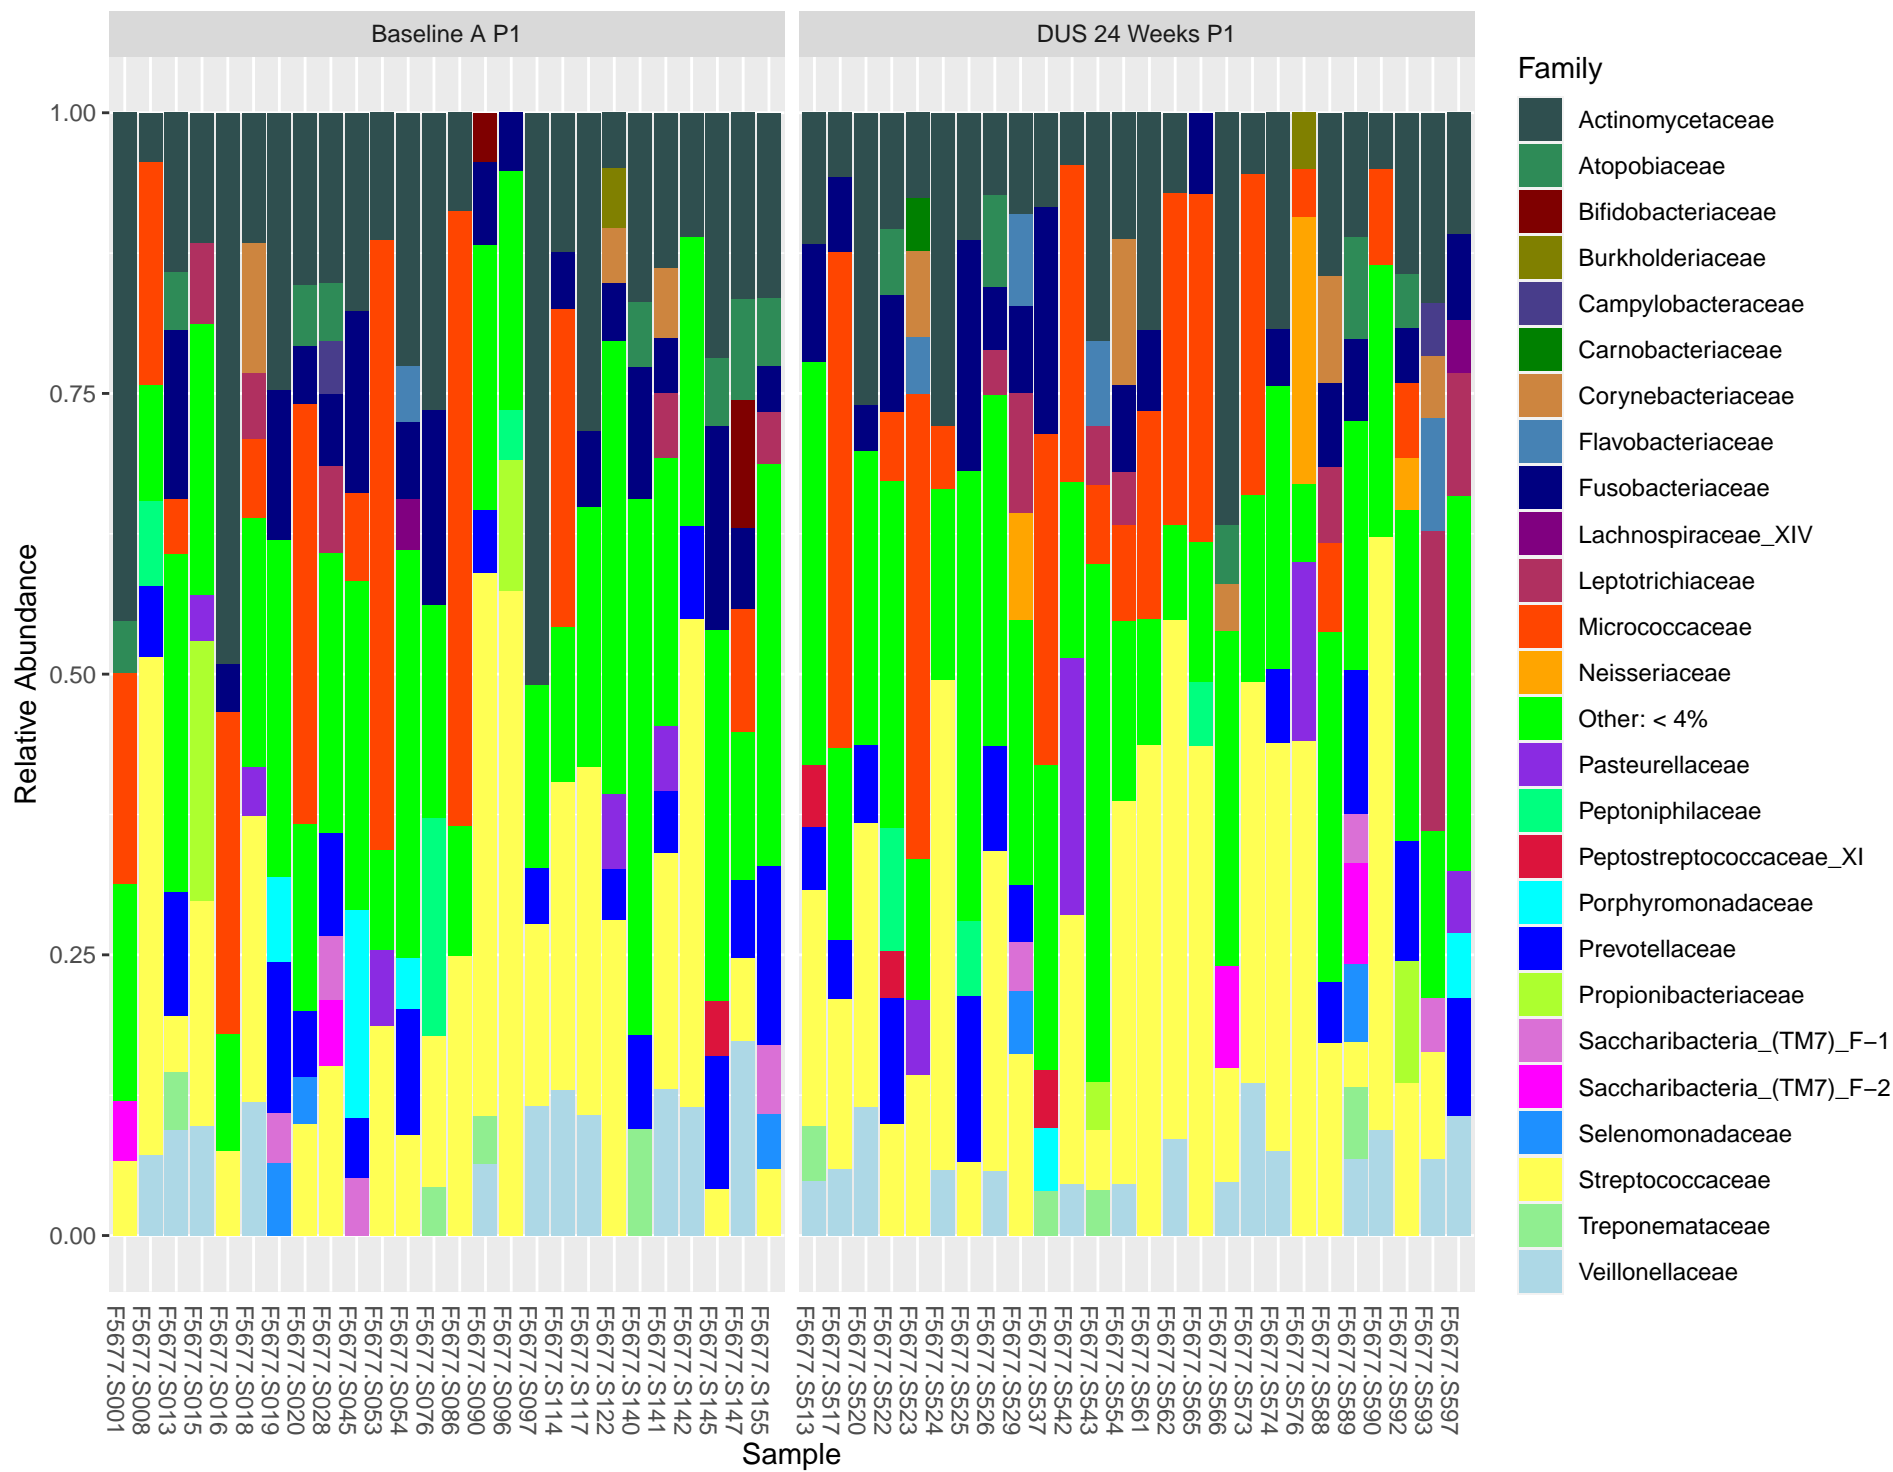 Baseline A P1
DUS 24 Weeks P1
Family
Actinomycetaceae
Atopobiaceae
Bifidobacteriaceae
Burkholderiaceae
Campylobacteraceae
Carnobacteriaceae
Corynebacteriaceae
Flavobacteriaceae
Fusobacteriaceae
Lachnospiraceae_XIV
Leptotrichiaceae
Micrococcaceae
Neisseriaceae
Other: < 4%
Pasteurellaceae
Peptoniphilaceae
Peptostreptococcaceae_XI
Porphyromonadaceae
Prevotellaceae
Propionibacteriaceae
Saccharibacteria_(TM7)_F−1
Saccharibacteria_(TM7)_F−2
Selenomonadaceae
Streptococcaceae
Treponemataceae
Veillonellaceae
Relative Abundance
1.00
0.75
0.50
0.25
0.00
F5677.S001
F5677.S008
F5677.S013
F5677.S015
F5677.S016
F5677.S018
F5677.S019
F5677.S020
F5677.S028
F5677.S045
F5677.S053
F5677.S054
F5677.S076
F5677.S086
F5677.S090
F5677.S096
F5677.S097
F5677.S114
F5677.S117
F5677.S122
F5677.S140
F5677.S141
F5677.S142
F5677.S145
F5677.S147
F5677.S155
F5677.S513
F5677.S517
F5677.S520
F5677.S522
F5677.S523
F5677.S524
F5677.S525
F5677.S526
F5677.S529
F5677.S537
F5677.S542
F5677.S543
F5677.S554
F5677.S561
F5677.S562
F5677.S565
F5677.S566
F5677.S573
F5677.S574
F5677.S576
F5677.S588
F5677.S589
F5677.S590
F5677.S592
F5677.S593
F5677.S597
Sample